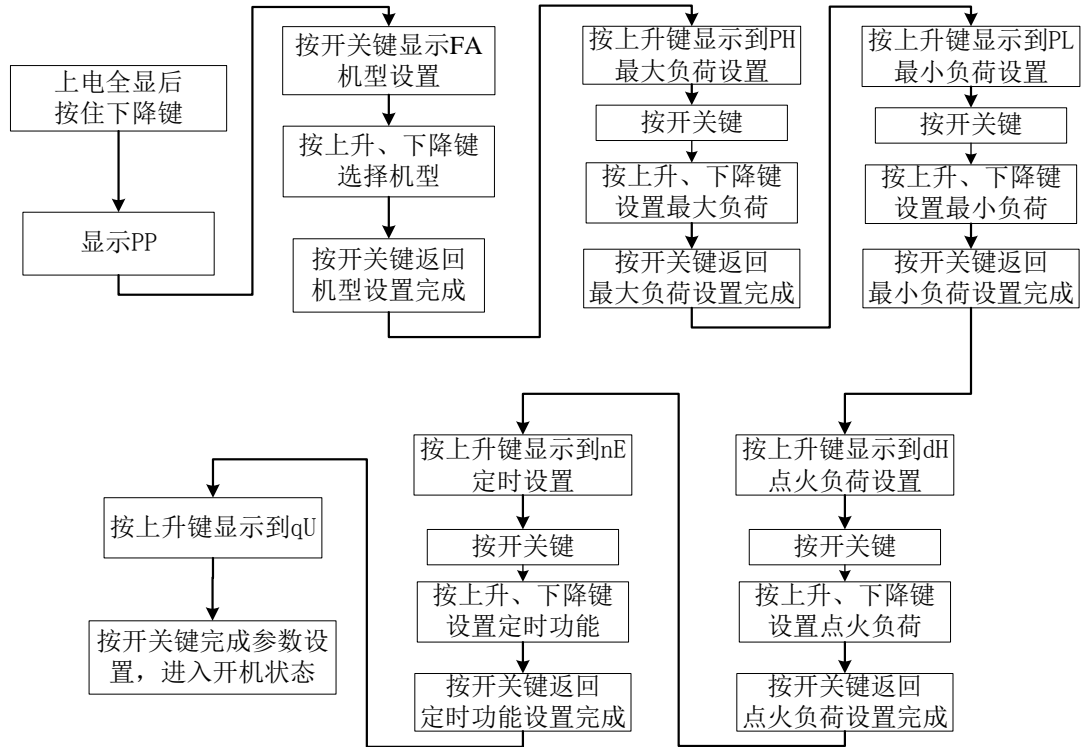 上电全显后
按住下降键
显示PP
按开关键显示FA
机型设置
按上升、下降键
选择机型
按开关键返回
机型设置完成
按上升键显示到PH
最大负荷设置
按开关键
按上升、下降键
设置最大负荷
按开关键返回
最大负荷设置完成
按上升键显示到PL
最小负荷设置
按开关键
按上升、下降键
设置最小负荷
按开关键返回
最小负荷设置完成
按上升键显示到dH
点火负荷设置
按开关键
按上升、下降键
设置点火负荷
按开关键返回
点火负荷设置完成
按上升键显示到nE
定时设置
按开关键
按上升、下降键
设置定时功能
按开关键返回
定时功能设置完成
按上升键显示到qU
按开关键完成参数设
置，进入开机状态